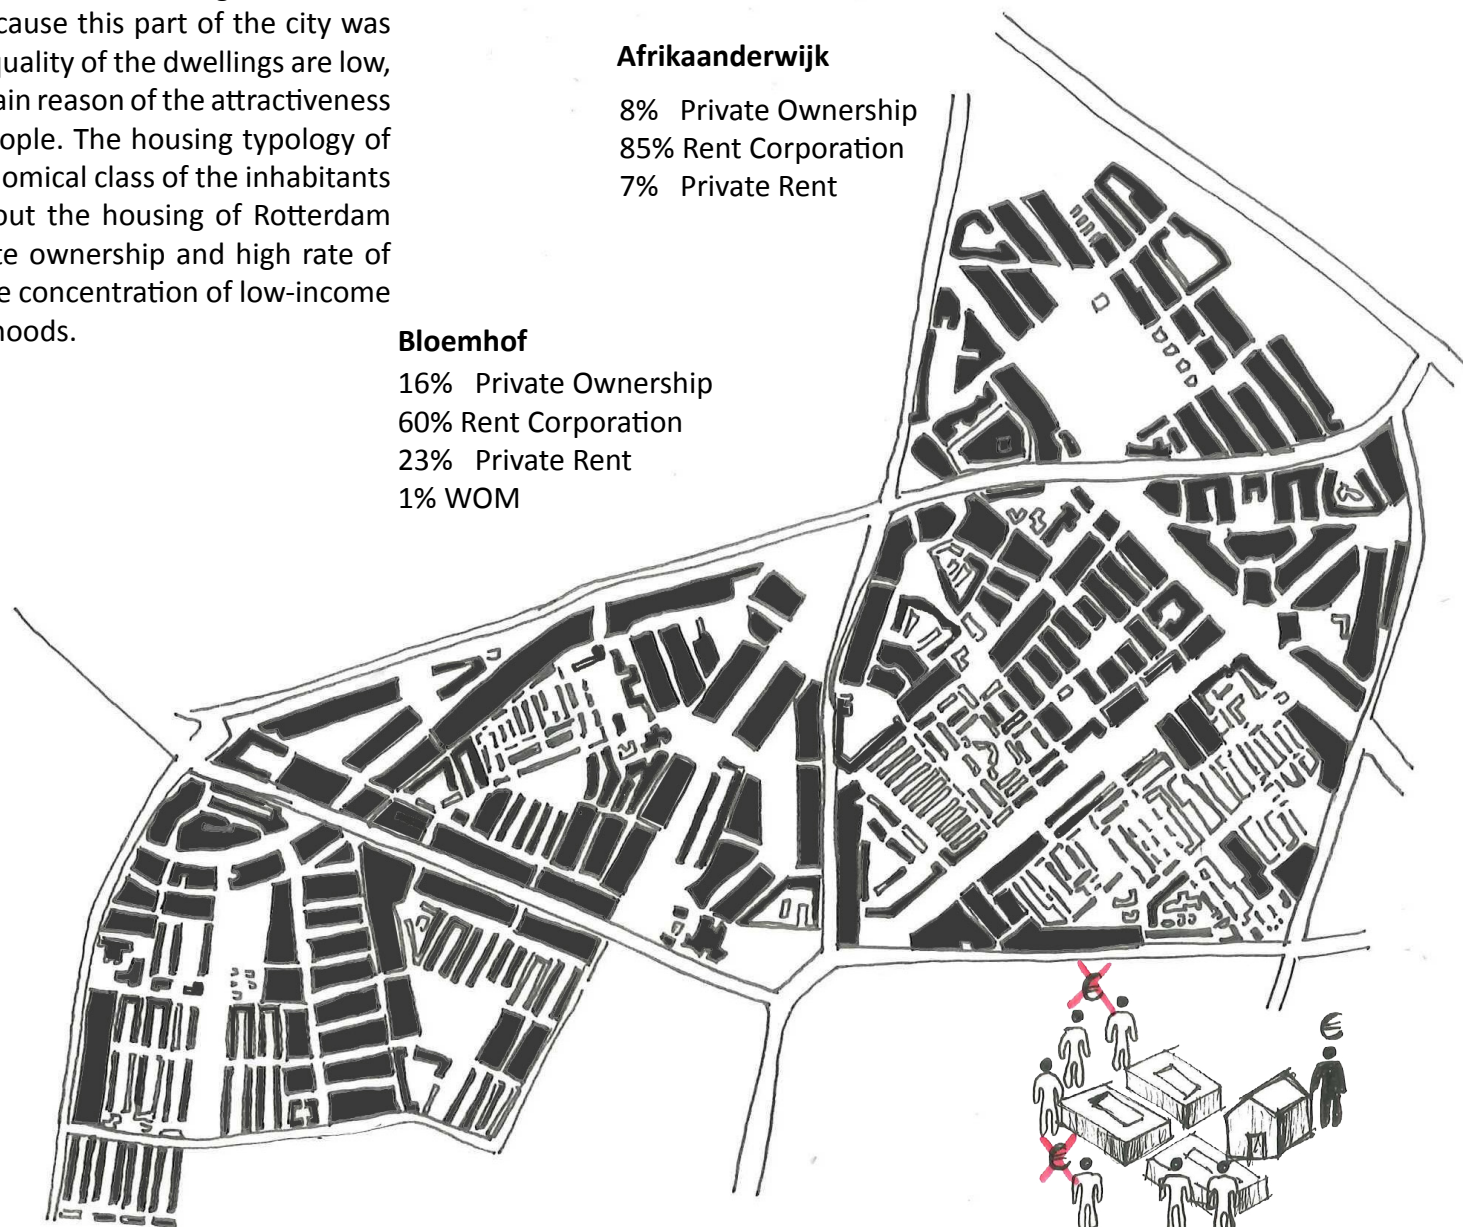 cause this part of the city was
quality of the dwellings are low,
ain reason of the attractiveness
ople. The housing typology of
nomical class of the inhabitants
out the housing of Rotterdam
te ownership and high rate of
e concentration of low-income
hoods.
Afrikaanderwijk
8% Private Ownership
85% Rent Corporation
7% Private Rent
Bloemhof
16% Private Ownership
60% Rent Corporation
23% Private Rent
1% WOM
€
€
€